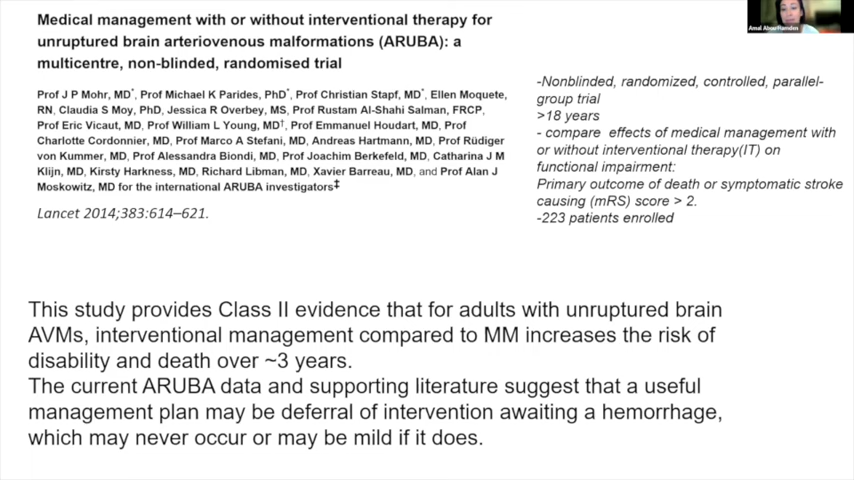 Medical management with or without interventional therapy for
unruptured brain arteriovenous malformations (ARUBA): a
multicentre, non-blinded, randomised trial
Prof J P Mohr, MD*, Prof Michael K Parides, PhD*, Prof Christian Stapf, MD*, Ellen Moquete,
RN, Claudia S Moy, PhD, Jessica R Overbey, MS, Prof Rustam Al-Shahi Salman, FRCP,
Prof Eric Vicaut, MD, Prof William L Young, MD†, Prof Emmanuel Houdart, MD, Prof
Charlotte Cordonnier, MD, Prof Marco A Stefani, MD, Andreas Hartmann, MD, Prof Rüdiger
von Kummer, MD, Prof Alessandra Biondi, MD, Prof Joachim Berkefeld, MD, Catharina J M
Klijn, MD, Kirsty Harkness, MD, Richard Libman, MD, Xavier Barreau, MD, and Prof Alan J
Moskowitz, MD for the international ARUBA investigators‡
Lancet 2014;383:614–621.
Amal Abou-Hamden
-Nonblinded, randomized, controlled, parallel-
group trial
>18 years
- compare effects of medical management with
or without interventional therapy(IT) on
functional impairment:
Primary outcome of death or symptomatic stroke
causing (mRS) score > 2.
-223 patients enrolled
This study provides Class II evidence that for adults with unruptured brain
AVMs, interventional management compared to MM increases the risk of
disability and death over ~3 years.
The current ARUBA data and supporting literature suggest that a useful
management plan may be deferral of intervention awaiting a hemorrhage,
which may never occur or may be mild if it does.